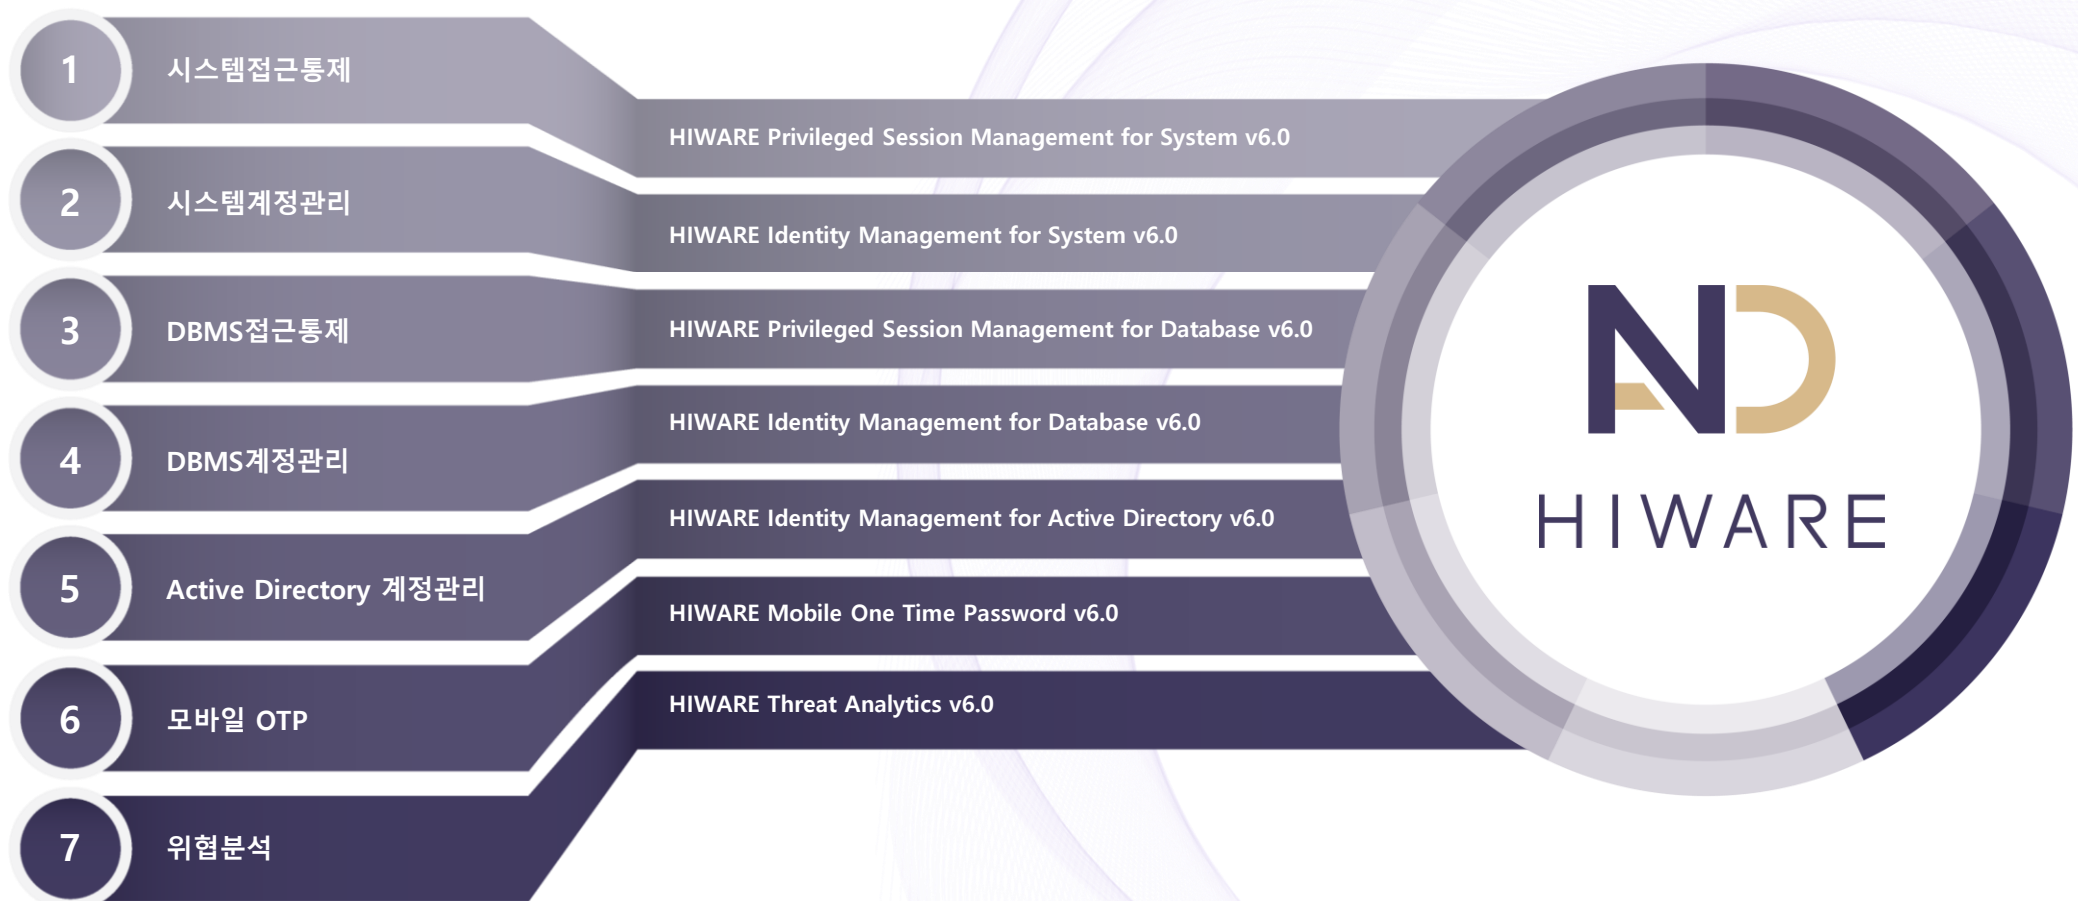 1
시스템접근통제
HIWARE Privileged Session Management for System v6.0
2
시스템계정관리
HIWARE Identity Management for System v6.0
3
DBMS접근통제
HIWARE Privileged Session Management for Database v6.0
4
DBMS계정관리
HIWARE Identity Management for Database v6.0
5
Active Directory 계정관리
HIWARE Identity Management for Active Directory v6.0
6
모바일 OTP
HIWARE Mobile One Time Password v6.0
7
위협분석
HIWARE Threat Analytics v6.0
AND
HIWARE